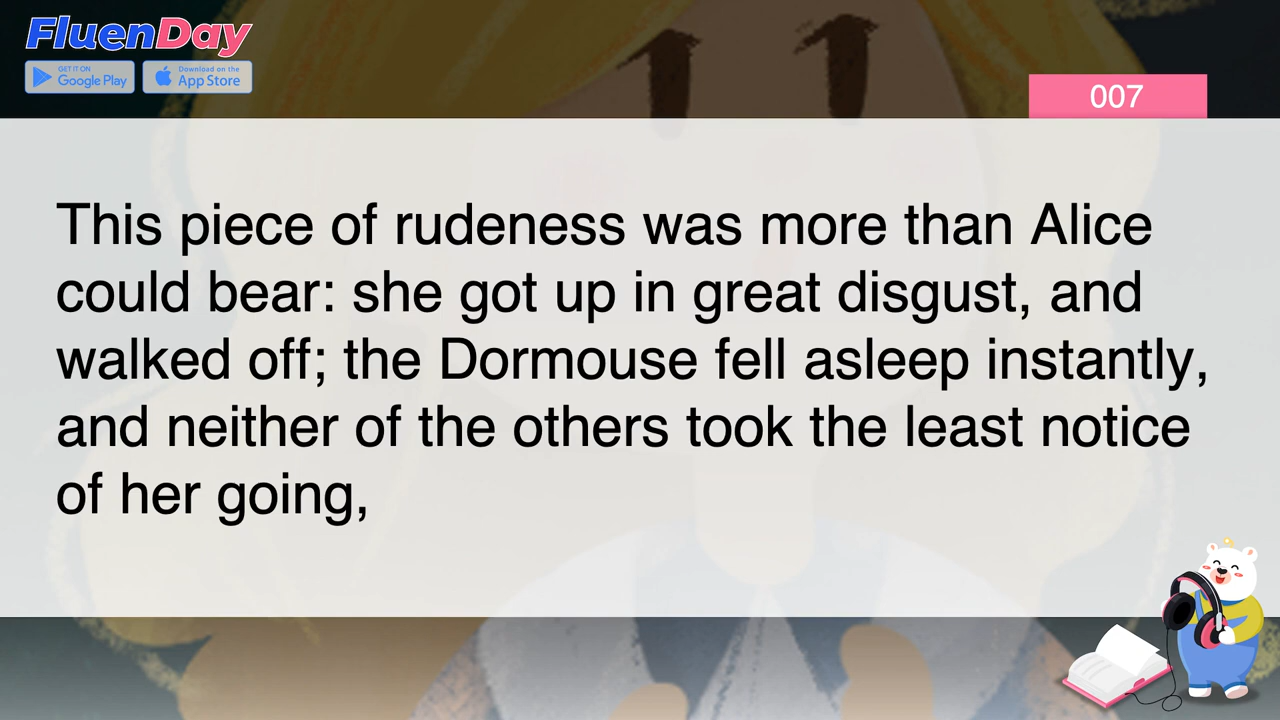 FluenDay
GET IT ON
Google Play
Download on the
App Store
007
This piece of rudeness was more than Alice
could bear: she got up in great disgust, and
walked off; the Dormouse fell asleep instantly,
and neither of the others took the least notice
of her going,